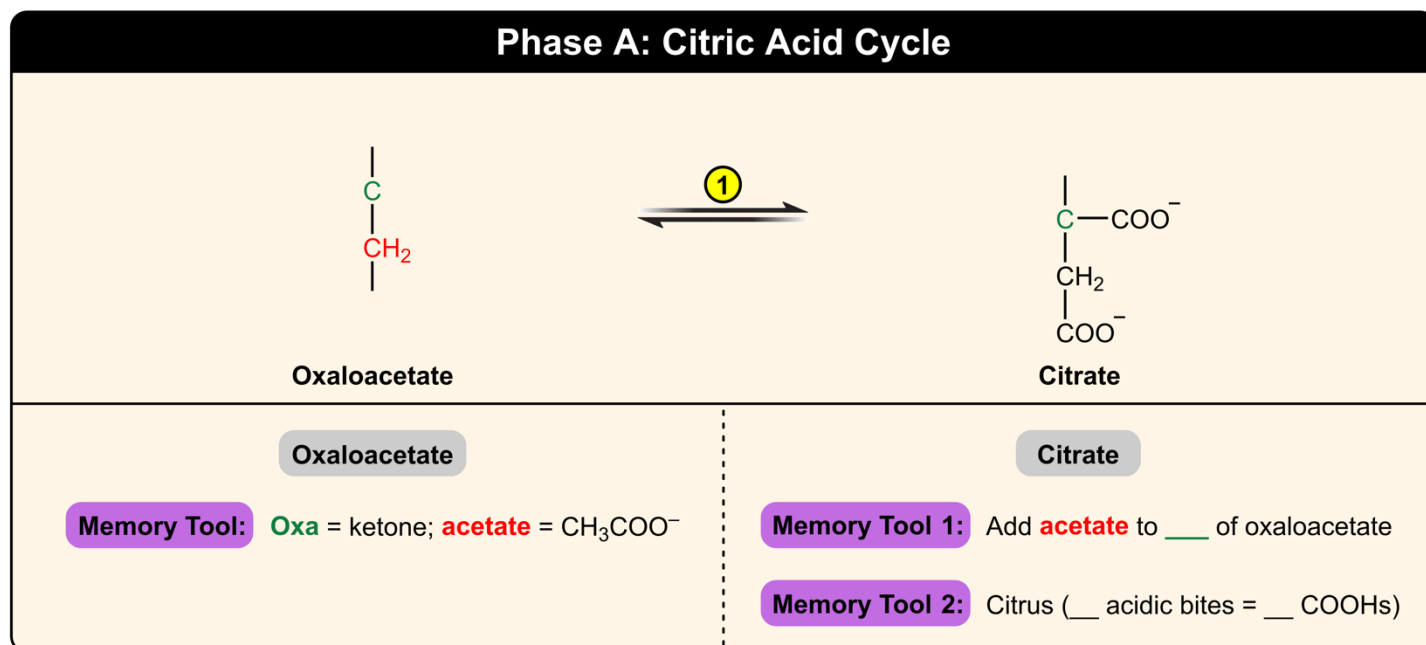 Phase A: Citric Acid Cycle
C
CH₂
Oxaloacetate
1
C—COO⁻
CH₂
COO⁻
Citrate
Oxaloacetate
Memory Tool: Oxa = ketone; acetate = CH₃COO⁻
Citrate
Memory Tool 1: Add acetate to ___ of oxaloacetate
Memory Tool 2: Citrus (__ acidic bites = __ COOHs)